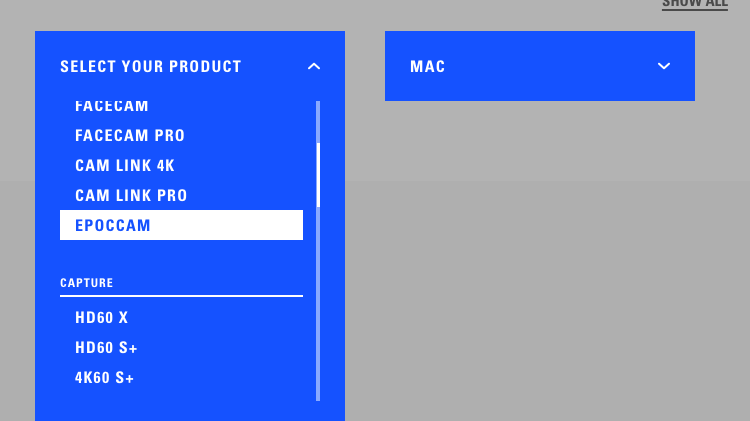 SHOW ALL
SELECT YOUR PRODUCT
MAC
FACECAM
FACECAM PRO
CAM LINK 4K
CAM LINK PRO
EPOCCAM
CAPTURE
HD60 X
HD60 S+
4K60 S+